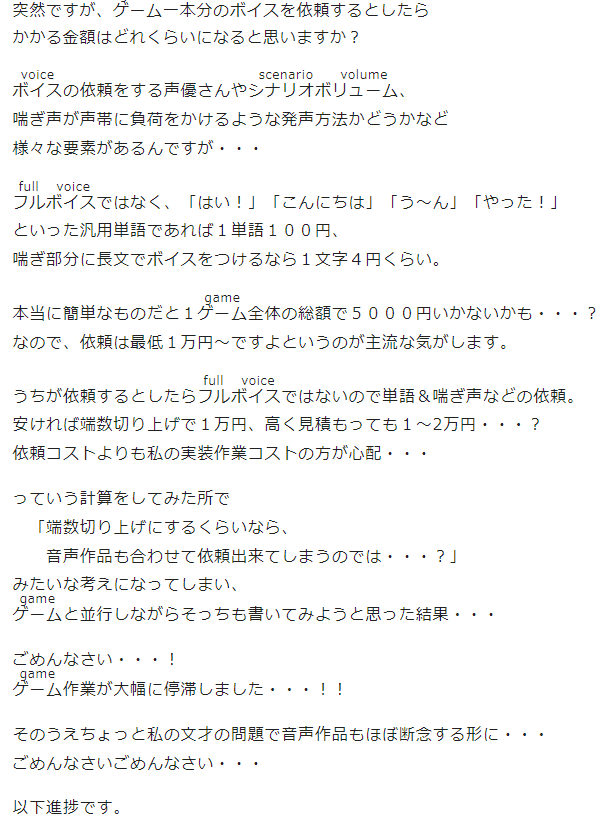 突然ですが、ゲーム一本分のボイスを依頼するとしたら
かかる金額はどれくらいになると思いますか？
voice scenario volume
ボイスの依頼をする声優さんやシナリオボリューム、
喘ぎ声が声帯に負荷をかけるような発声方法かどうかなど
様々な要素があるんですが・・・
full voice
フルボイスではなく、「はい！」「こんにちは」「う～ん」「やった！」
といった汎用単語であれば１単語１００円、
喘ぎ部分に長文でボイスをつけるなら１文字４円くらい。
game
本当に簡単なものだと１ゲーム全体の総額で５０００円いかないかも・・・？
なので、依頼は最低１万円～ですよというのが主流な気がします。
full voice
うちが依頼するとしたらフルボイスではないので単語＆喘ぎ声などの依頼。
安ければ端数切り上げで１万円、高く見積もっても１～2万円・・・？
依頼コストよりも私の実装作業コストの方が心配・・・
っていう計算をしてみた所で
「端数切り上げにするくらいなら、
音声作品も合わせて依頼出来てしまうのでは・・・？」
みたいな考えになってしまい、
game
ゲームと並行しながらそっちも書いてみようと思った結果・・・
ごめんなさい・・・！
game
ゲーム作業が大幅に停滞しました・・・！！
そのうえちょっと私の文才の問題で音声作品もほぼ断念する形に・・・
ごめんなさいごめんなさい・・・
以下進捗です。